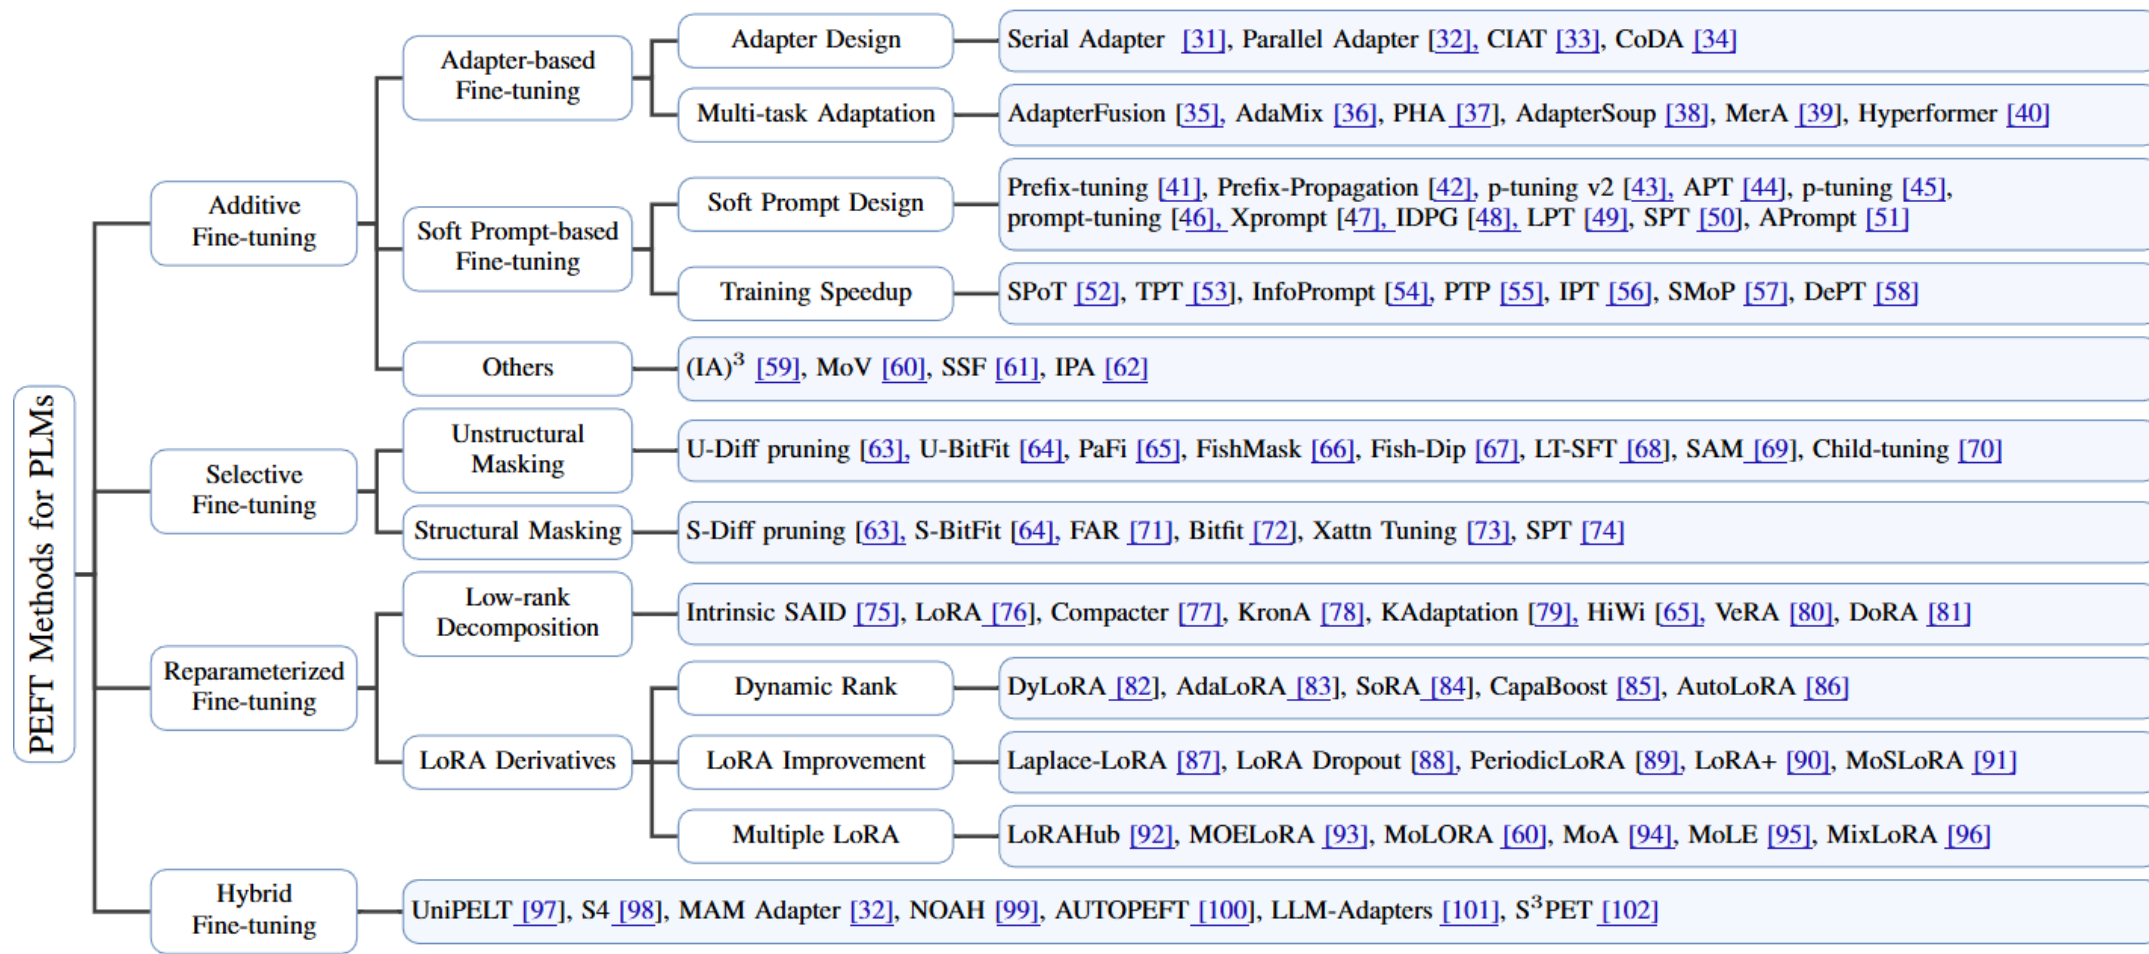 PEFT Methods for PLMs
Additive
Fine-tuning
Adapter-based
Fine-tuning
Adapter Design
Serial Adapter [31], Parallel Adapter [32], CIAT [33], CoDA [34]
Multi-task Adaptation
AdapterFusion [35], AdaMix [36], PHA [37], AdapterSoup [38], MerA [39], Hyperformer [40]
Soft Prompt-based
Fine-tuning
Soft Prompt Design
Prefix-tuning [41], Prefix-Propagation [42], p-tuning v2 [43], APT [44], p-tuning [45],
prompt-tuning [46], Xprompt [47], IDPG [48], LPT [49], SPT [50], APrompt [51]
Training Speedup
SPoT [52], TPT [53], InfoPrompt [54], PTP [55], IPT [56], SMoP [57], DePT [58]
Others
(IA)³ [59], MoV [60], SSF [61], IPA [62]
Selective
Fine-tuning
Unstructural
Masking
U-Diff pruning [63], U-BitFit [64], PaFi [65], FishMask [66], Fish-Dip [67], LT-SFT [68], SAM [69], Child-tuning [70]
Structural Masking
S-Diff pruning [63], S-BitFit [64], FAR [71], Bitfit [72], Xattn Tuning [73], SPT [74]
Reparameterized
Fine-tuning
Low-rank
Decomposition
Intrinsic SAID [75], LoRA [76], Compacter [77], KronA [78], KAdaptation [79], HiWi [65], VeRA [80], DoRA [81]
LoRA Derivatives
Dynamic Rank
DyLoRA [82], AdaLoRA [83], SoRA [84], CapaBoost [85], AutoLoRA [86]
LoRA Improvement
Laplace-LoRA [87], LoRA Dropout [88], PeriodicLoRA [89], LoRA+ [90], MoSLoRA [91]
Multiple LoRA
LoRAHub [92], MOELoRA [93], MoLORA [60], MoA [94], MoLE [95], MixLoRA [96]
Hybrid
Fine-tuning
UniPELT [97], S4 [98], MAM Adapter [32], NOAH [99], AUTOPEFT [100], LLM-Adapters [101], S³PET [102]